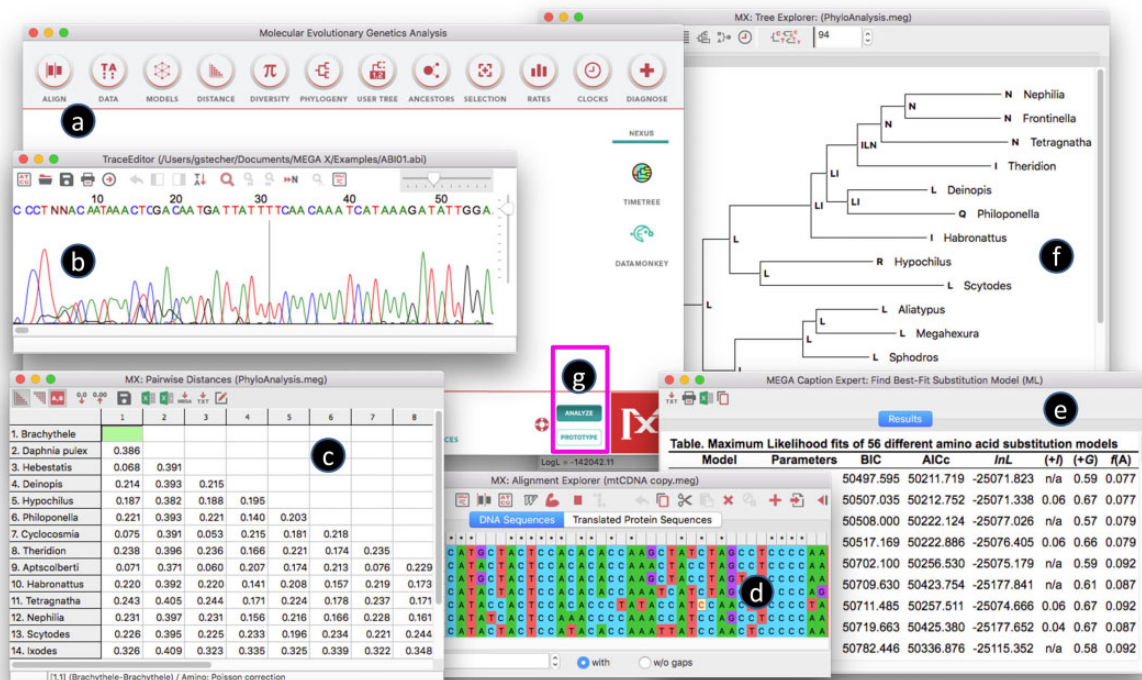 Molecular Evolutionary Genetics Analysis
ALIGN DATA MODELS DISTANCE DIVERSITY PHYLOGENY USER TREE ANCESTORS SELECTION RATES CLOCKS DIAGNOSE
a
NEXUS
TIMETREE
DATAMONKEY
TraceEditor (/Users/gstecher/Documents/MEGA X/Examples/ABI01.abi)
10 20 30 40 50
C CCTNNAC AATAAACTCGACAATGATTATTTTCAACAAATCATAAAGATATTGGA
b
MX: Tree Explorer: (PhyloAnalysis.meg)
94
N Nephilia
N
N Frontinella
N
N Tetragnatha
ILN
I Theridion
LI
L Deinopis
LI
LI
Q Philoponella
I Habronattus
L
R Hypochilus
L
L Scytodes
L
L Aliatypus
L
L Megahexura
L
L Sphodros
f
g
ANALYZE
PROTOTYPE
CES
LogL = -142042.11
MX: Pairwise Distances (PhyloAnalysis.meg)
1 2 3 4 5 6 7 8
1. Brachythele
2. Daphnia pulex 0.386
3. Hebestatis 0.068 0.391
4. Deinopis 0.214 0.393 0.215
5. Hypochilus 0.187 0.382 0.188 0.195
6. Philoponella 0.221 0.393 0.221 0.140 0.203
7. Cyclocosmia 0.075 0.391 0.053 0.215 0.181 0.218
8. Theridion 0.238 0.396 0.236 0.166 0.221 0.174 0.235
9. Aptscolberti 0.071 0.371 0.060 0.207 0.174 0.213 0.076 0.229
10. Habronattus 0.220 0.392 0.220 0.141 0.208 0.157 0.219 0.173
11. Tetragnatha 0.243 0.405 0.244 0.171 0.224 0.178 0.237 0.171
12. Nephilia 0.231 0.397 0.231 0.156 0.216 0.166 0.228 0.161
13. Scytodes 0.226 0.395 0.225 0.233 0.196 0.234 0.221 0.244
14. Ixodes 0.326 0.409 0.323 0.335 0.325 0.339 0.322 0.348
[1,1] (Brachythele-Brachythele) / Amino: Poisson correction
c
MX: Alignment Explorer (mtCDNA copy.meg)
DNA Sequences Translated Protein Sequences
d
with w/o gaps
MEGA Caption Expert: Find Best-Fit Substitution Model (ML)
e
Results
Table. Maximum Likelihood fits of 56 different amino acid substitution models
Model Parameters BIC AICc lnL (+I) (+G) f(A)
50497.595 50211.719 -25071.823 n/a 0.59 0.077
50507.035 50212.752 -25071.338 0.06 0.67 0.077
50508.000 50222.124 -25077.026 n/a 0.57 0.079
50517.169 50222.886 -25076.405 0.06 0.66 0.079
50702.100 50256.530 -25075.179 n/a 0.59 0.092
50709.630 50423.754 -25177.841 n/a 0.61 0.087
50711.485 50257.511 -25074.666 0.06 0.67 0.092
50719.663 50425.380 -25177.652 0.04 0.67 0.087
50782.446 50336.876 -25115.352 n/a 0.58 0.092